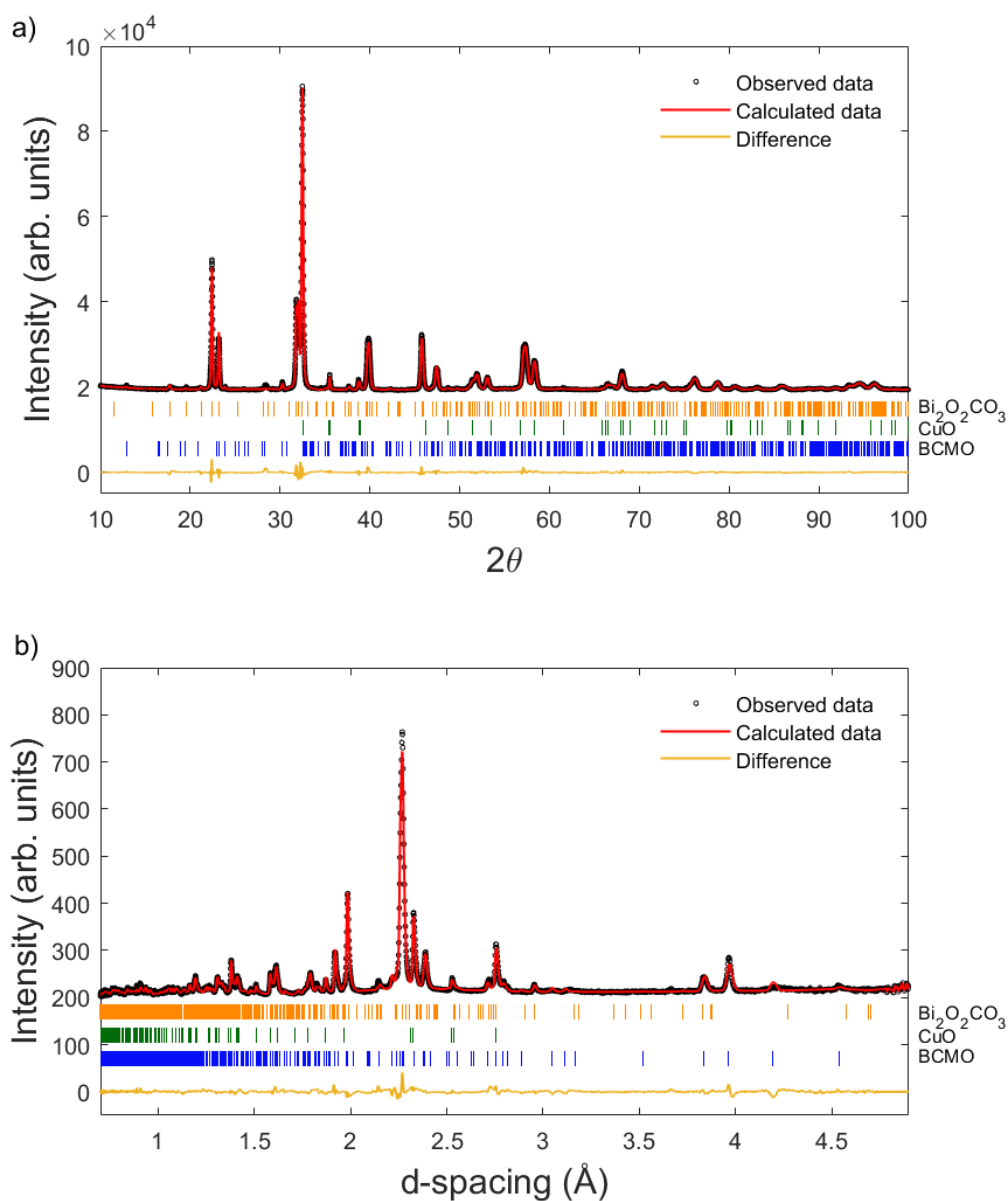 a)
×10⁴
10
8
6
4
2
0
Intensity (arb. units)
Observed data
Calculated data
Difference
Bi₂O₂CO₃
CuO
BCMO
10 20 30 40 50 60 70 80 90 100
2θ
b)
900
800
700
600
500
400
300
200
100
0
Intensity (arb. units)
Observed data
Calculated data
Difference
Bi₂O₂CO₃
CuO
BCMO
1 1.5 2 2.5 3 3.5 4 4.5
d-spacing (Å)